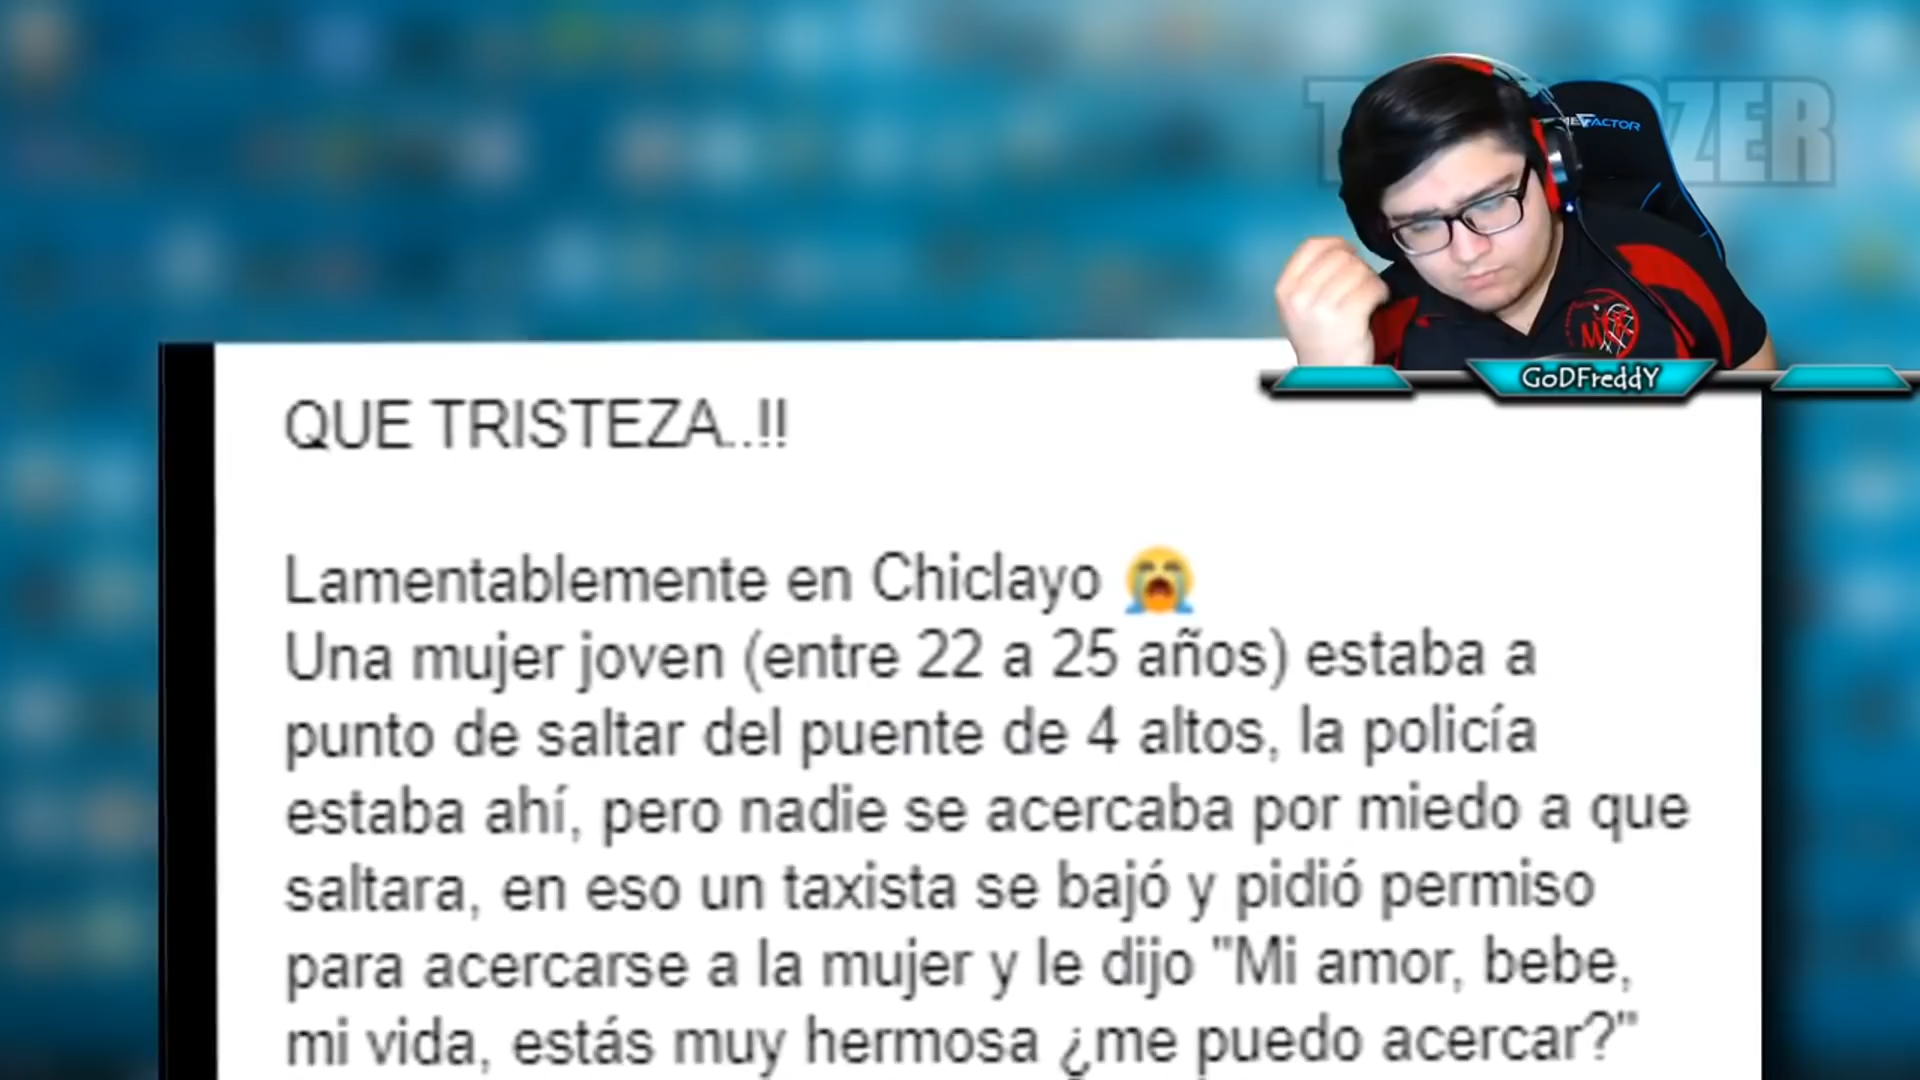 ZER
FACTOR
GoDFreddY
QUE TRISTEZA..!!
Lamentablemente en Chiclayo 😭
Una mujer joven (entre 22 a 25 años) estaba a
punto de saltar del puente de 4 altos, la policía
estaba ahí, pero nadie se acercaba por miedo a que
saltara, en eso un taxista se bajó y pidió permiso
para acercarse a la mujer y le dijo "Mi amor, bebe,
mi vida, estás muy hermosa ¿me puedo acercar?"